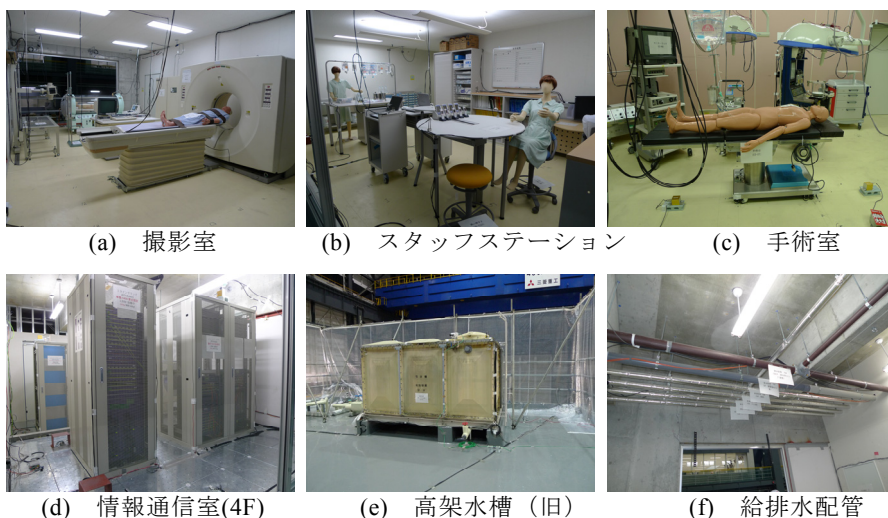 (a) 撮影室
(b) スタッフステーション
(c) 手術室
三菱重工
(d) 情報通信室(4F)
(e) 高架水槽（旧）
(f) 給排水配管